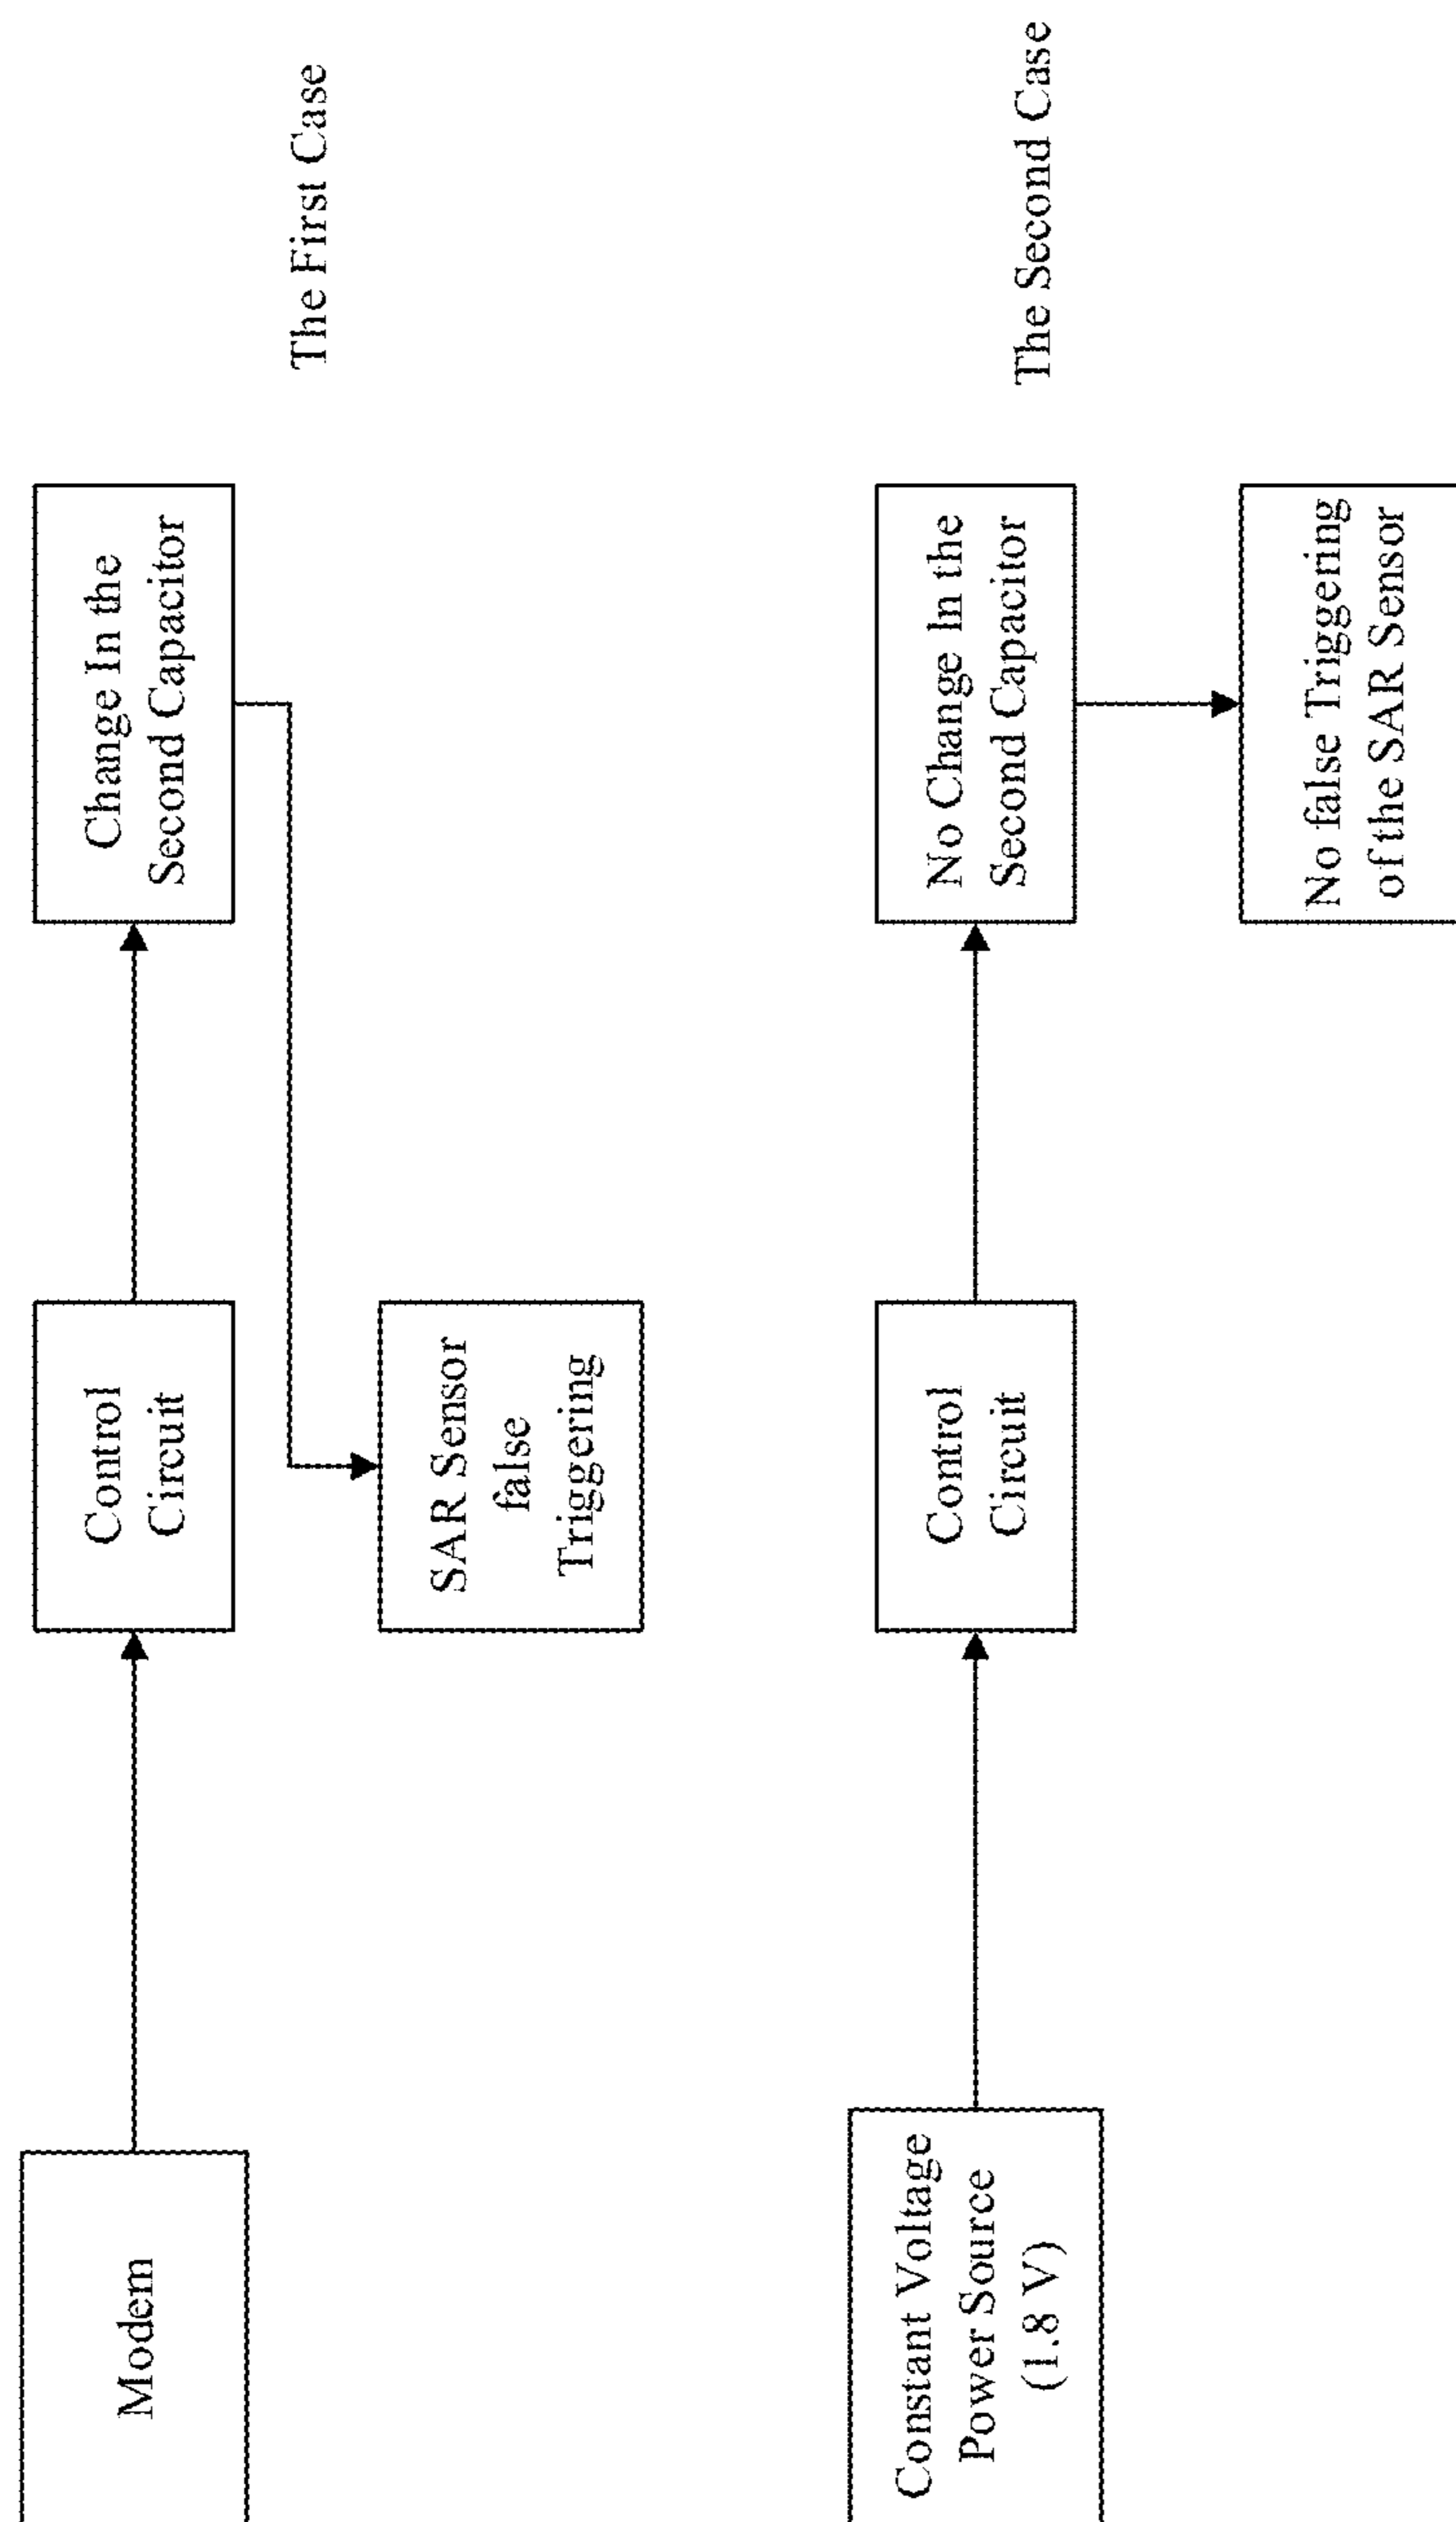 Modem
Control
Circuit
Change In the
Second Capacitor
SAR Sensor
false
Triggering
The First Case
Constant Voltage
Power Source
(1.8 V)
Control
Circuit
No Change In the
Second Capacitor
No false Triggering
of the SAR Sensor
The Second Case